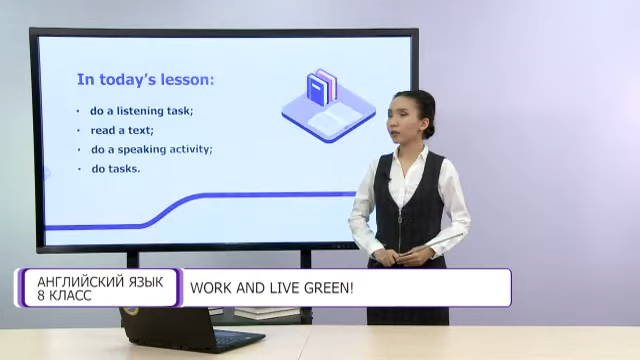 In today's lesson:
• do a listening task;
• read a text;
• do a speaking activity;
• do tasks.
АНГЛИЙСКИЙ ЯЗЫК
8 КЛАСС
WORK AND LIVE GREEN!